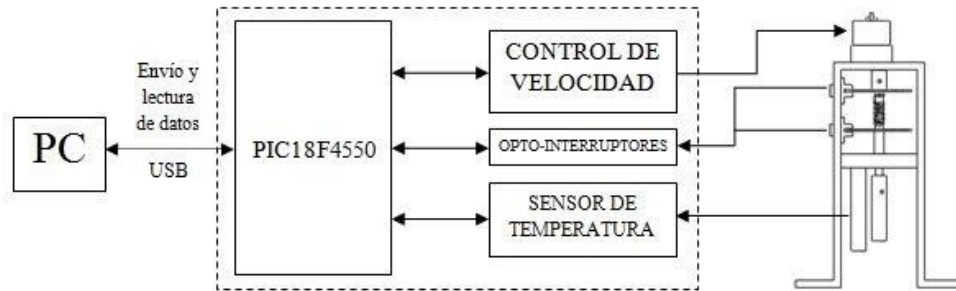 PC
Envío y
lectura
de datos
USB
PIC18F4550
CONTROL DE
VELOCIDAD
OPTO-INTERRUPTORES
SENSOR DE
TEMPERATURA